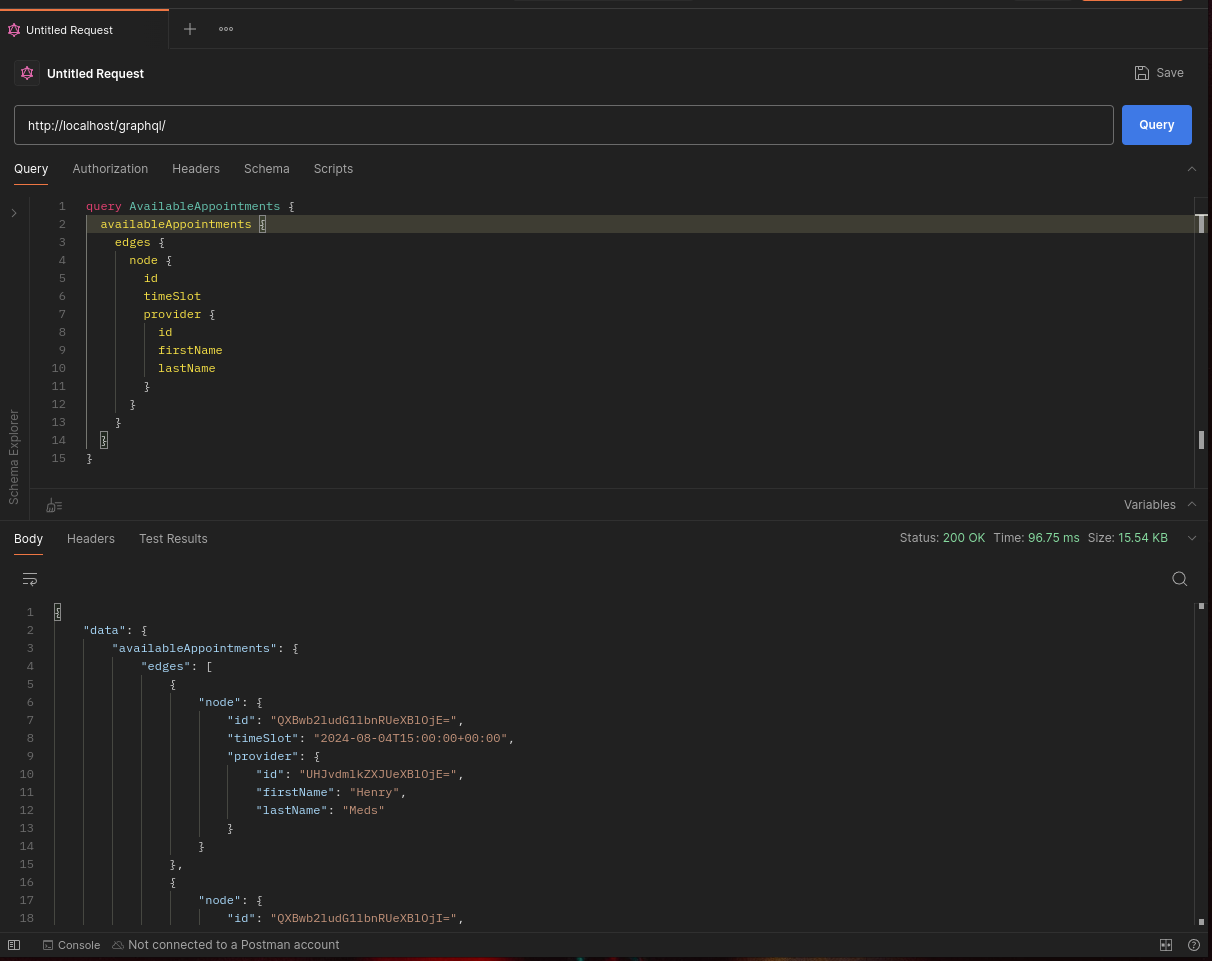 Untitled Request
Untitled Request
Save
http://localhost/graphql/
Query
Query Authorization Headers Schema Scripts
1 query AvailableAppointments {
2 availableAppointments {
3 edges {
4 node {
5 id
6 timeSlot
7 provider {
8 id
9 firstName
10 lastName
11 }
12 }
13 }
14 }
15 }
Schema Explorer
Variables
Body Headers Test Results Status: 200 OK Time: 96.75 ms Size: 15.54 KB
1 {
2 "data": {
3 "availableAppointments": {
4 "edges": [
5 {
6 "node": {
7 "id": "QXBwb2ludG1lbnRUeXBlOjE=",
8 "timeSlot": "2024-08-04T15:00:00+00:00",
9 "provider": {
10 "id": "UHJvdmlkZXJUeXBlOjE=",
11 "firstName": "Henry",
12 "lastName": "Meds"
13 }
14 }
15 },
16 {
17 "node": {
18 "id": "QXBwb2ludG1lbnRUeXBlOjI=",
Console Not connected to a Postman account